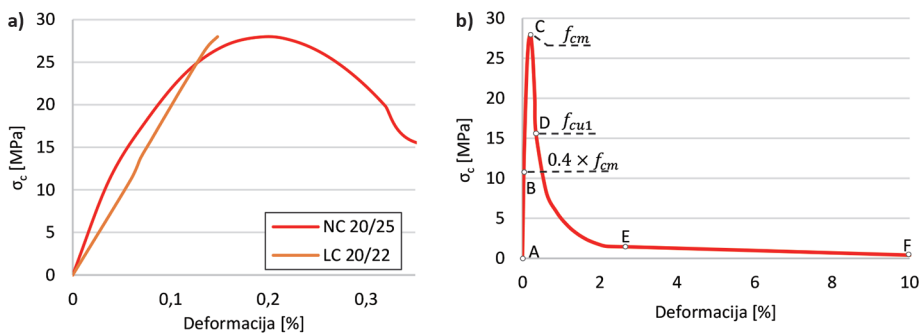 a)
σc [MPa]
30
25
20
15
10
5
0
0
0,1
0,2
0,3
Deformacija [%]
NC 20/25
LC 20/22
b)
σc [MPa]
30
25
20
15
10
5
0
0
2
4
6
8
10
Deformacija [%]
C
fcm
D
fcu1
0.4 × fcm
B
A
E
F